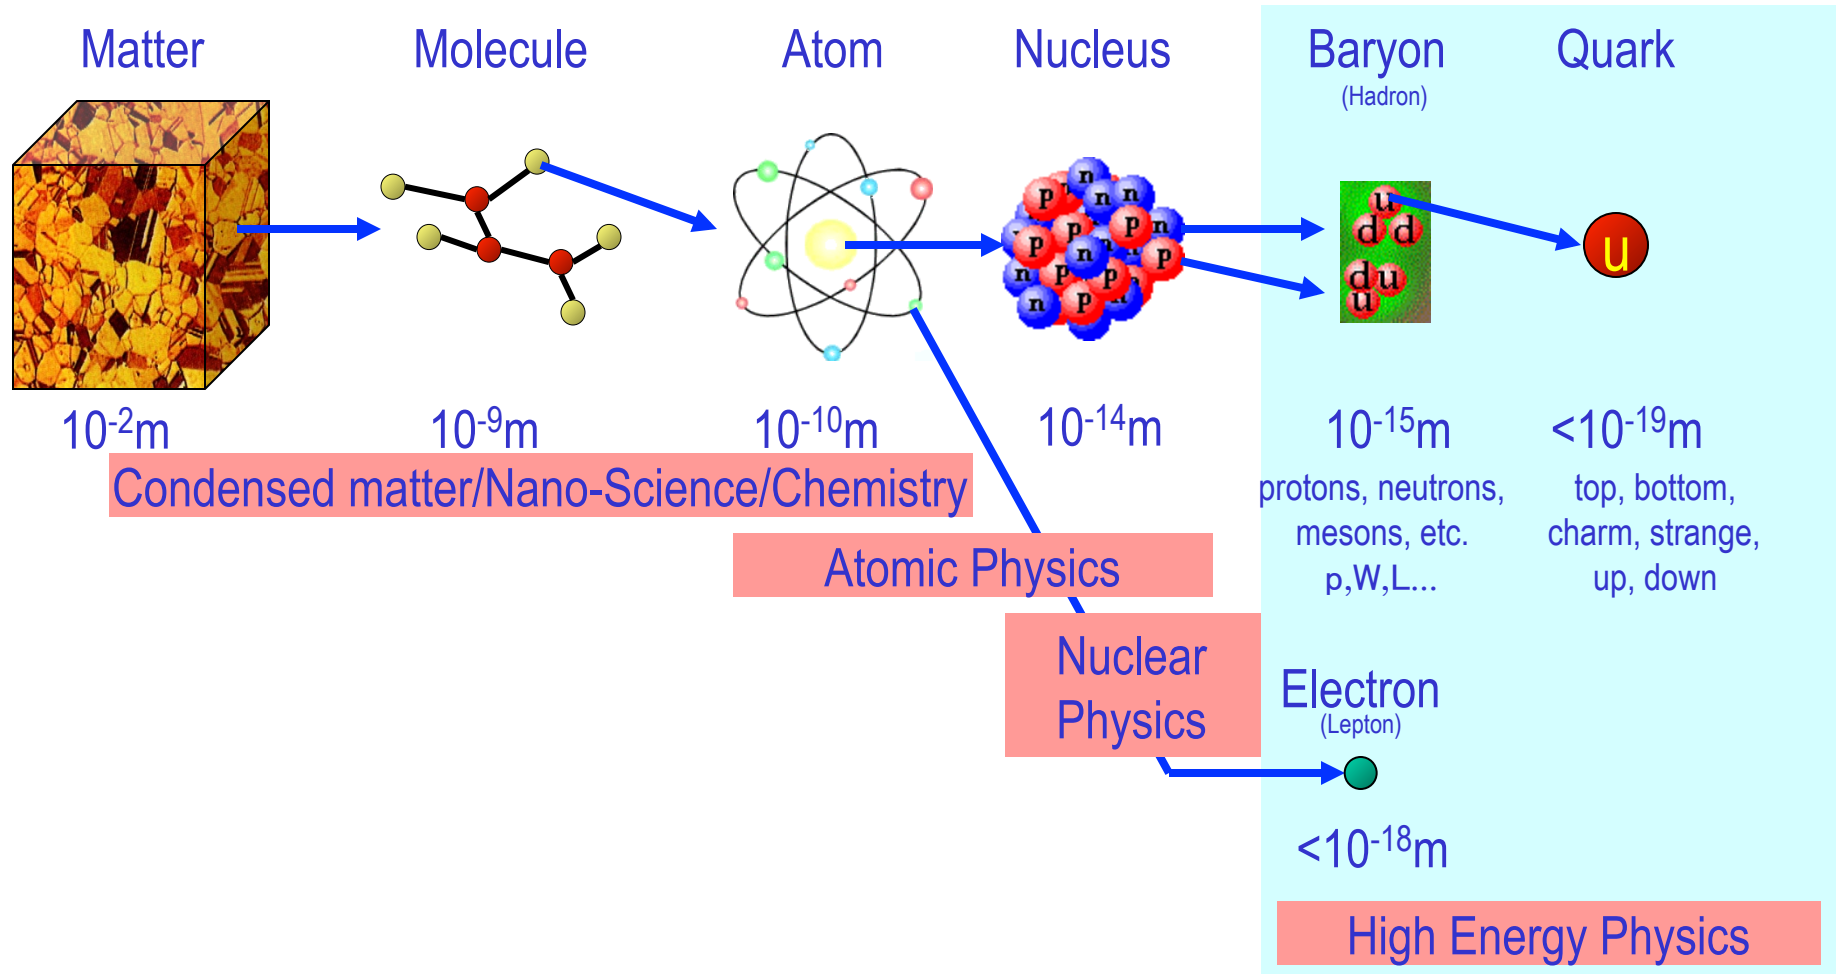 Matter Molecule Atom Nucleus Baryon Quark
(Hadron)
n
p n n
p p n
n p p
n
n p p
n p
u
d d
d u
u
u
10⁻²m 10⁻⁹m 10⁻¹⁰m 10⁻¹⁴m 10⁻¹⁵m <10⁻¹⁹m
Condensed matter/Nano-Science/Chemistry
protons, neutrons,
mesons, etc.
p,W,L...
top, bottom,
charm, strange,
up, down
Atomic Physics
Nuclear
Physics
Electron
(Lepton)
<10⁻¹⁸m
High Energy Physics